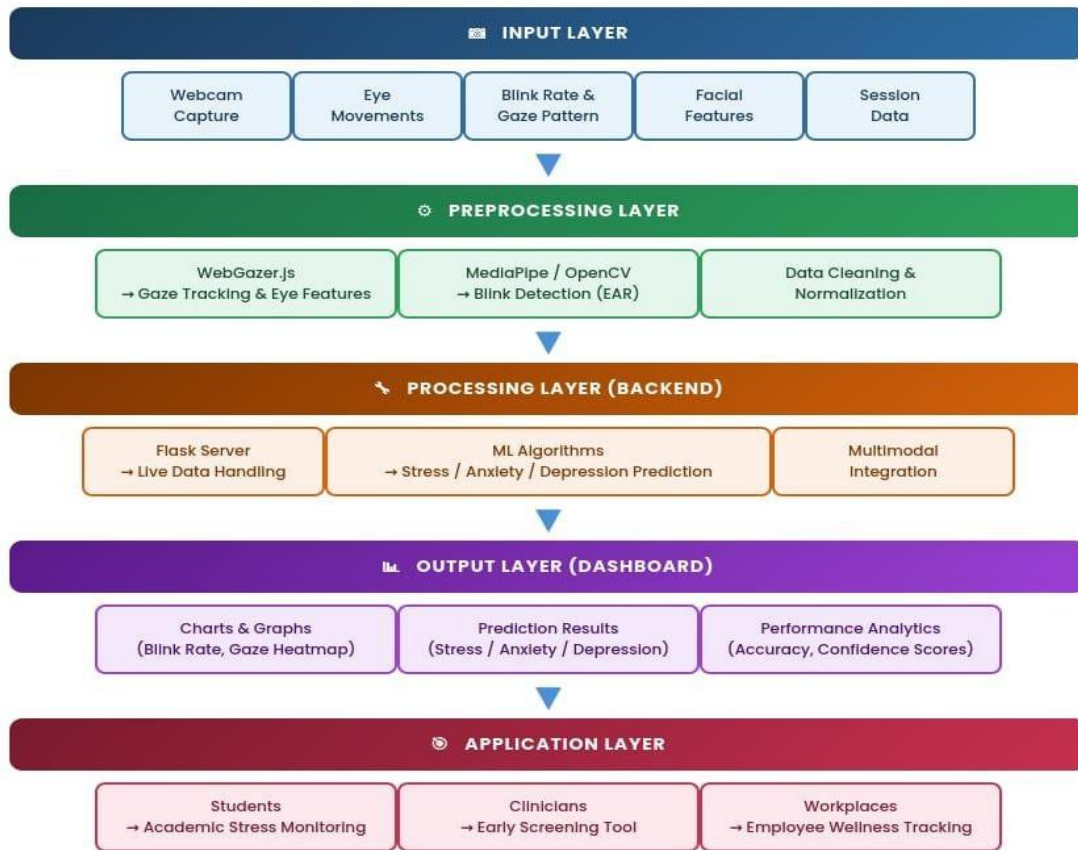 INPUT LAYER
Webcam
Capture
Eye
Movements
Blink Rate &
Gaze Pattern
Facial
Features
Session
Data
PREPROCESSING LAYER
WebGazer.js
→ Gaze Tracking & Eye Features
MediaPipe / OpenCV
→ Blink Detection (EAR)
Data Cleaning &
Normalization
PROCESSING LAYER (BACKEND)
Flask Server
→ Live Data Handling
ML Algorithms
→ Stress / Anxiety / Depression Prediction
Multimodal
Integration
OUTPUT LAYER (DASHBOARD)
Charts & Graphs
(Blink Rate, Gaze Heatmap)
Prediction Results
(Stress / Anxiety / Depression)
Performance Analytics
(Accuracy, Confidence Scores)
APPLICATION LAYER
Students
→ Academic Stress Monitoring
Clinicians
→ Early Screening Tool
Workplaces
→ Employee Wellness Tracking